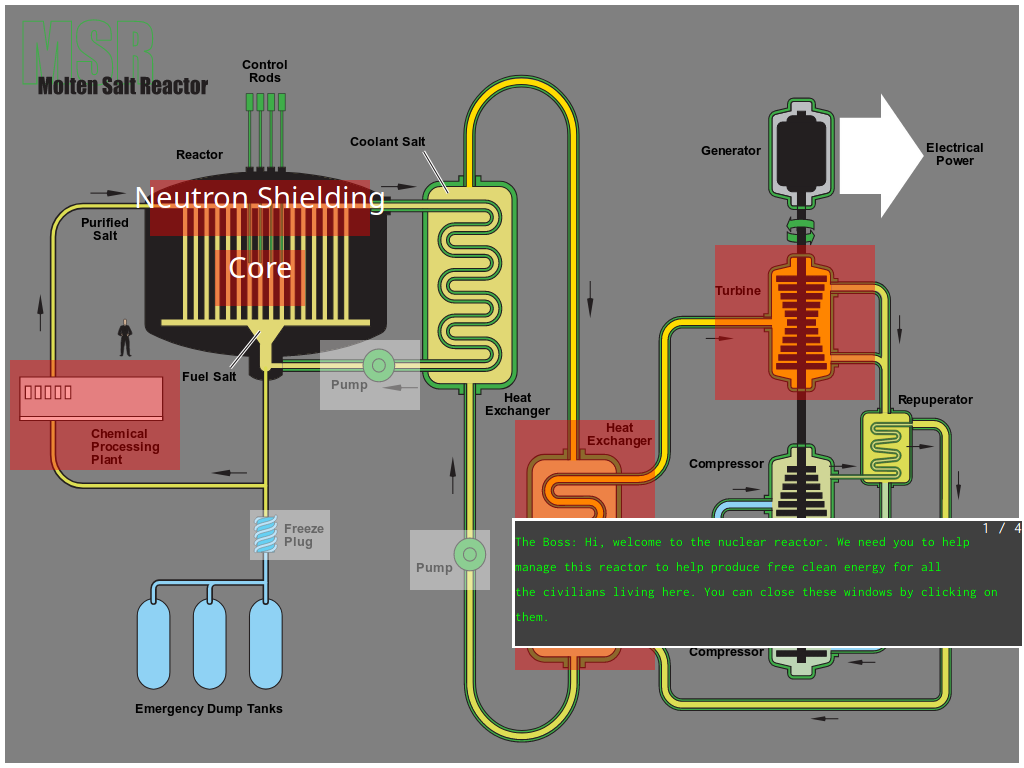 MSR
Molten Salt Reactor
Control
Rods
Reactor
Coolant Salt
Generator
Electrical
Power
Neutron Shielding
Purified
Salt
Core
Turbine
Fuel Salt
Pump
Heat
Exchanger
Repuperator
Chemical
Processing
Plant
Heat
Exchanger
Compressor
Freeze
Plug
Pump
1 / 4
The Boss: Hi, welcome to the nuclear reactor. We need you to help
manage this reactor to help produce free clean energy for all
the civilians living here. You can close these windows by clicking on
them.
Compressor
Emergency Dump Tanks